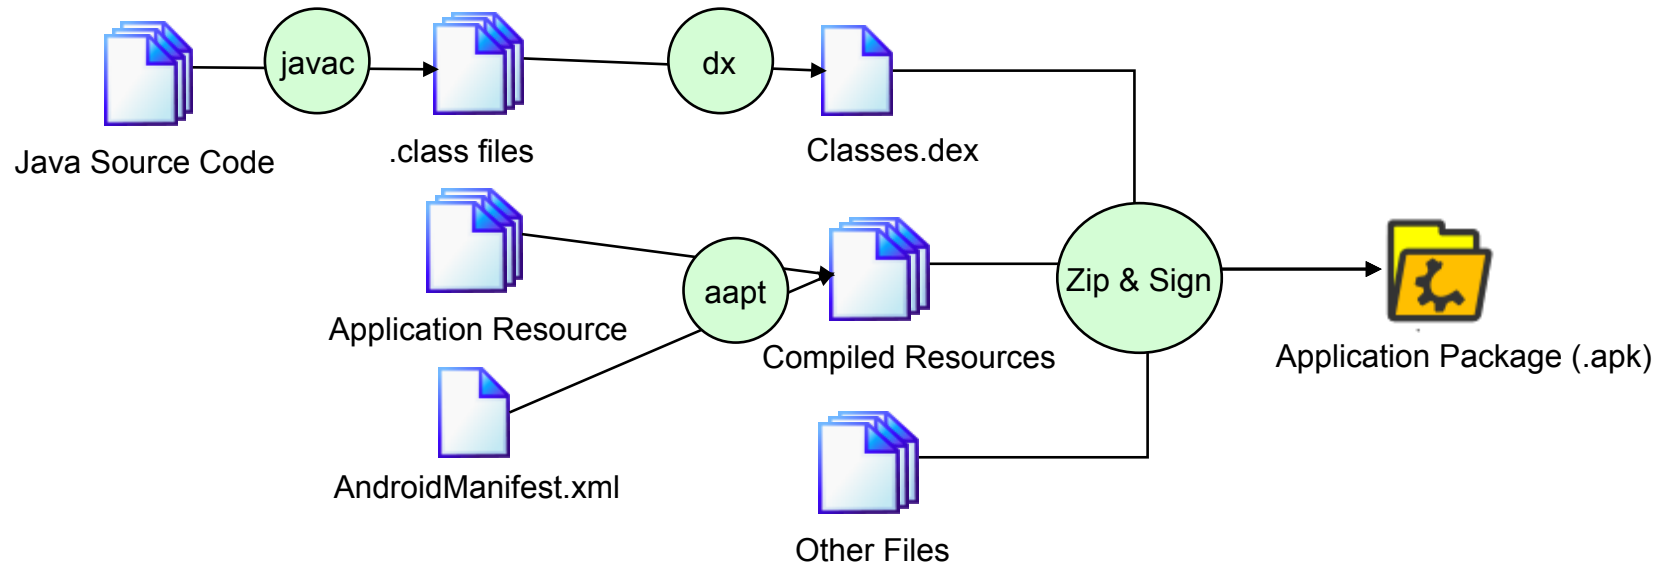 javac
dx
Java Source Code
.class files
Classes.dex
aapt
Zip & Sign
Application Resource
Compiled Resources
Application Package (.apk)
AndroidManifest.xml
Other Files